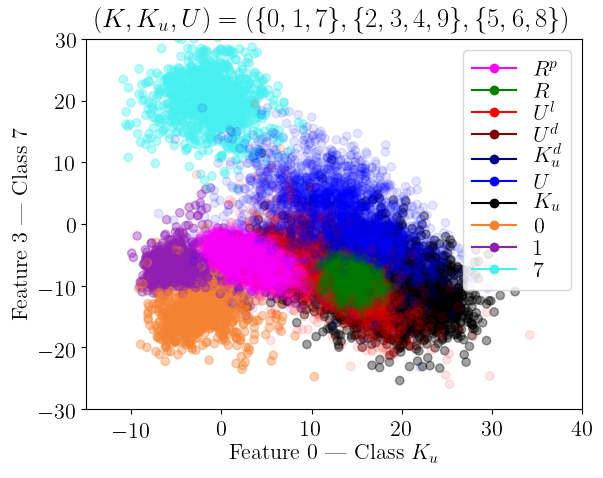 (K, K_u, U) = ({0, 1, 7}, {2, 3, 4, 9}, {5, 6, 8})
30
20
10
0
−10
−20
−30
Feature 3 — Class 7
R^p
R
U^l
U^d
K_u^d
U
K_u
0
1
7
−10
0
10
20
30
40
Feature 0 — Class K_u